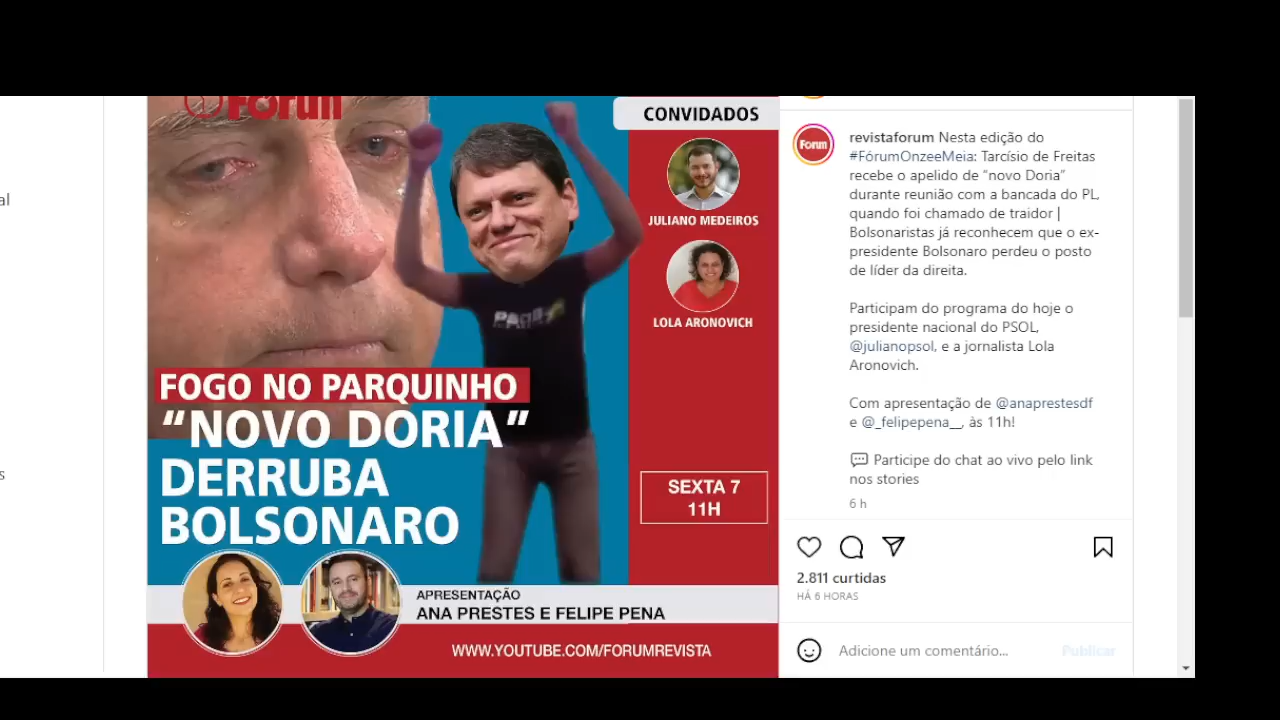 al
s
Fórum
CONVIDADOS
JULIANO MEDEIROS
LOLA ARONOVICH
FOGO NO PARQUINHO
“NOVO DORIA”
DERRUBA
BOLSONARO
SEXTA 7
11H
APRESENTAÇÃO
ANA PRESTES E FELIPE PENA
WWW.YOUTUBE.COM/FORUMREVISTA
Forum
revistaforum Nesta edição do
#FórumOnzeeMeia: Tarcísio de Freitas
recebe o apelido de “novo Doria”
durante reunião com a bancada do PL,
quando foi chamado de traidor |
Bolsonaristas já reconhecem que o ex-
presidente Bolsonaro perdeu o posto
de líder da direita.
Participam do programa do hoje o
presidente nacional do PSOL,
@julianopsol, e a jornalista Lola
Aronovich.
Com apresentação de @anaprestesdf
e @_felipepena__, às 11h!
Participe do chat ao vivo pelo link
nos stories
6 h
2.811 curtidas
HÁ 6 HORAS
Adicione um comentário...
Publicar